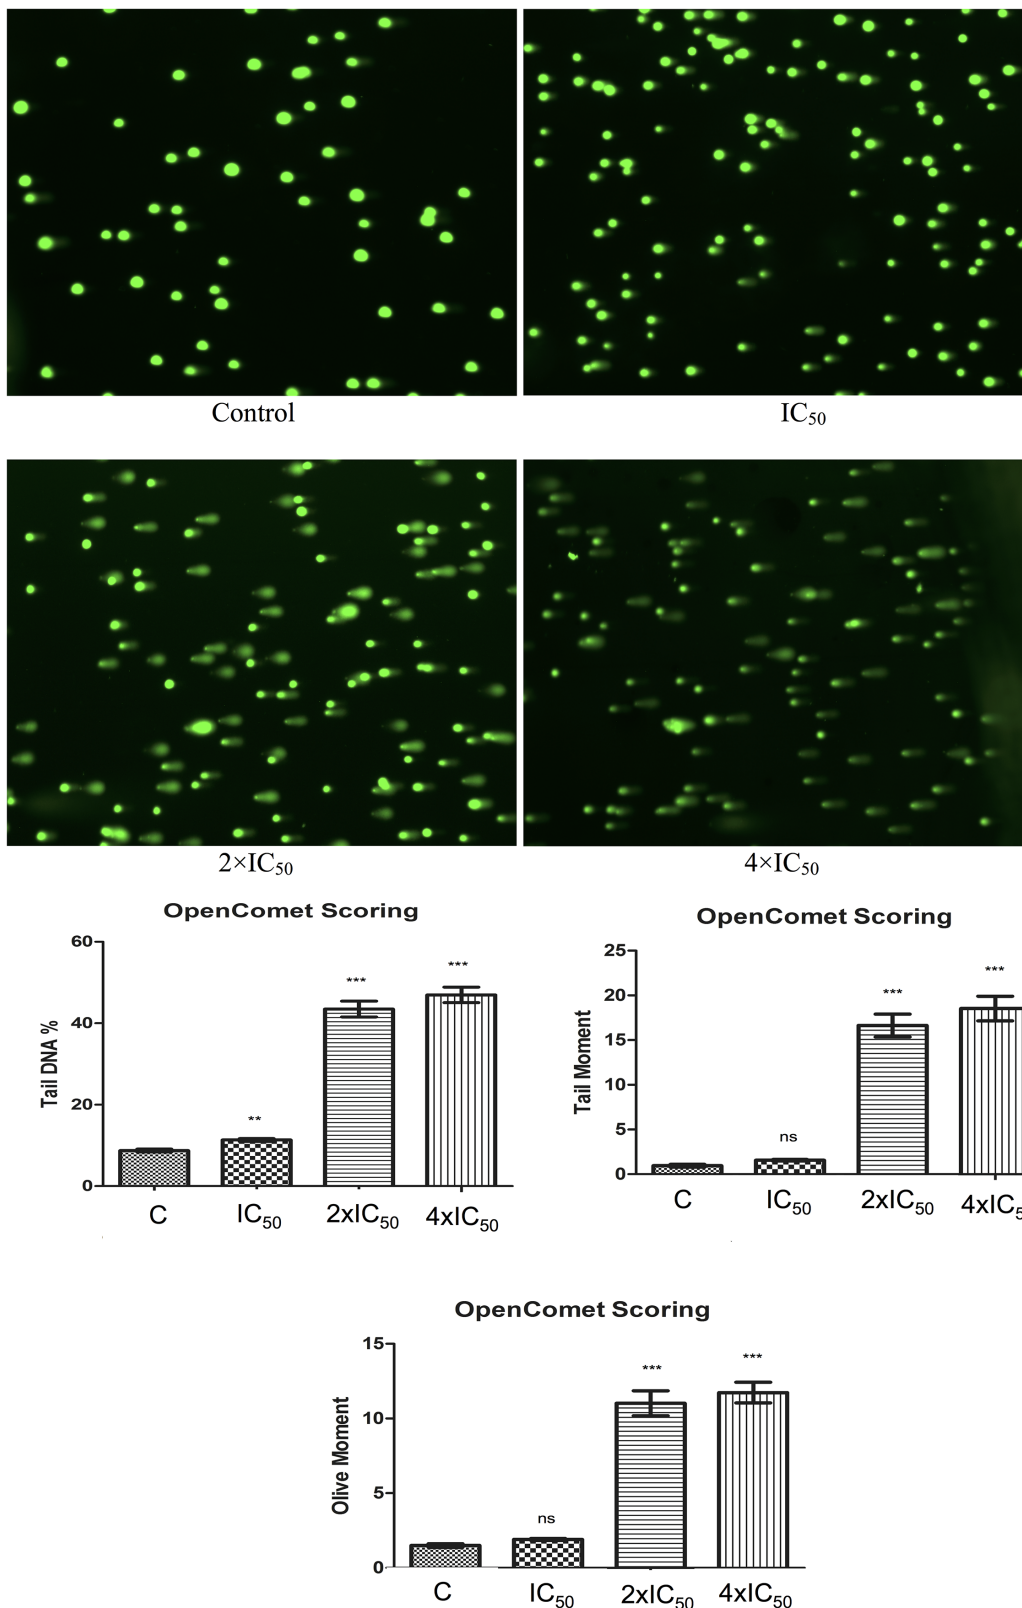 Control
IC₅₀
2×IC₅₀
4×IC₅₀
OpenComet Scoring
Tail DNA %
60
40
20
0
**
***
***
C
IC₅₀
2xIC₅₀
4xIC₅₀
OpenComet Scoring
Tail Moment
25
20
15
10
5
0
ns
***
***
C
IC₅₀
2xIC₅₀
4xIC₅
OpenComet Scoring
Olive Moment
15
10
5
0
ns
***
***
C
IC₅₀
2xIC₅₀
4xIC₅₀